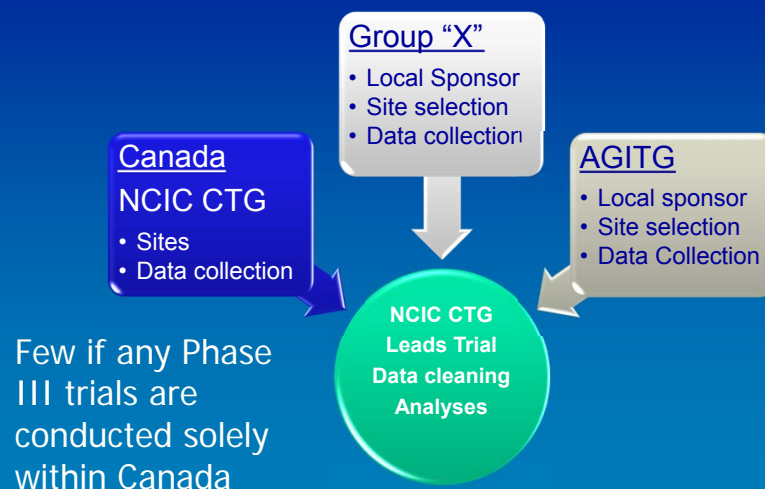 Group “X”
• Local Sponsor
• Site selection
• Data collection
Canada
NCIC CTG
• Sites
• Data collection
AGITG
• Local sponsor
• Site selection
• Data Collection
NCIC CTG
Leads Trial
Data cleaning
Analyses
Few if any Phase
III trials are
conducted solely
within Canada